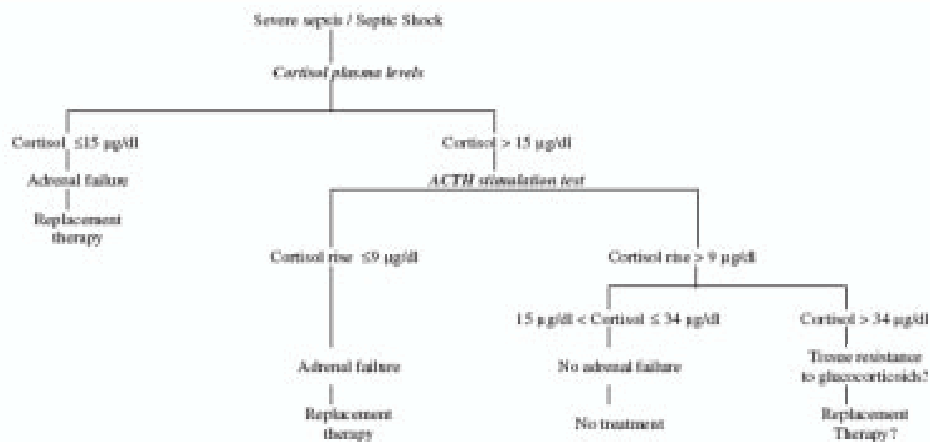 Severe sepsis / Septic Shock
Cortisol plasma levels
Cortisol ≤15 µg/dl
Cortisol > 15 µg/dl
Adrenal failure
ACTH stimulation test
Replacement
therapy
Cortisol rise ≤9 µg/dl
Cortisol rise > 9 µg/dl
15 µg/dl < Cortisol ≤ 34 µg/dl
Cortisol > 34 µg/dl
Adrenal failure
No adrenal failure
Tissue resistance
to glucocorticoids?
Replacement
therapy
No treatment
Replacement
Therapy?